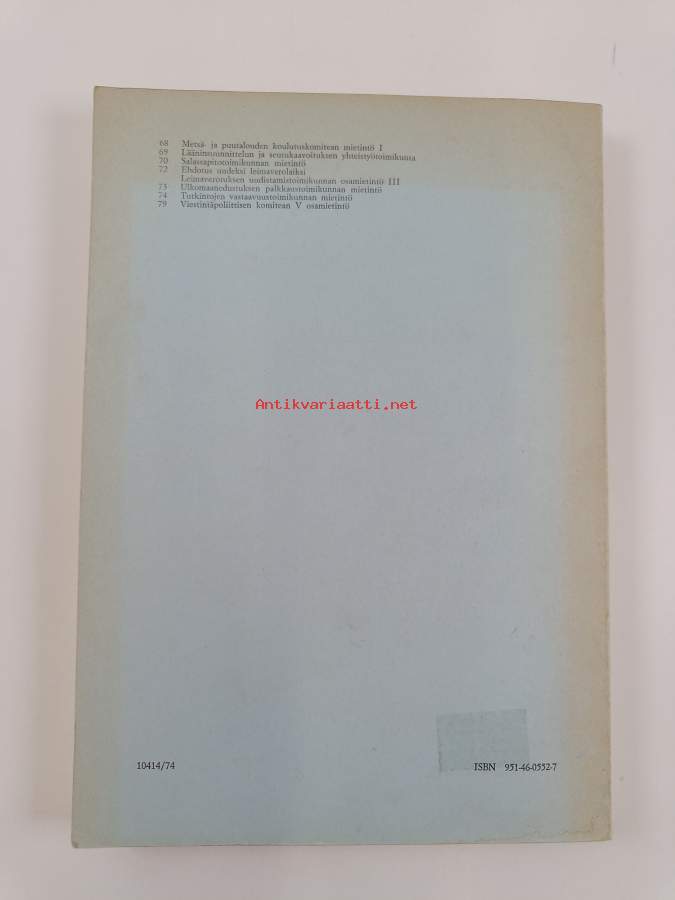 68 Metsä- ja puutalouden koulutuskomitean mietintö I
69 Lääninsuunnittelun ja seutukaavoituksen yhteistyötoimikunta
70 Salassapitotoimikunnan mietintö
72 Ehdotus uudeksi leimaverolaiksi
Leimaverotuksen uudistamistoimikunnan osamietintö III
73 Ulkomaanedustuksen palkkaustoimikunnan mietintö
74 Tutkintojen vastaavuustoimikunnan mietintö
79 Viestintäpoliittisen komitean V osamietintö
Antikvariaatti.net
10414/74 ISBN 951-46-0552-7